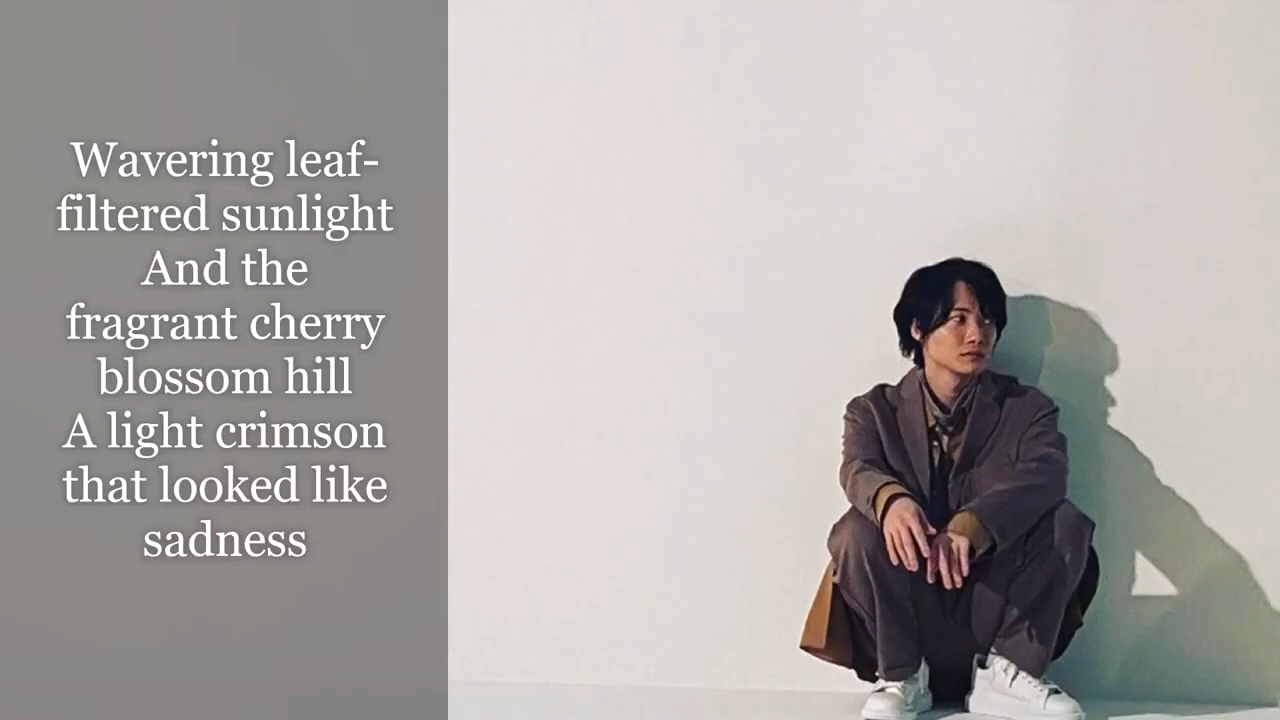 Wavering leaf-
filtered sunlight
And the
fragrant cherry
blossom hill
A light crimson
that looked like
sadness